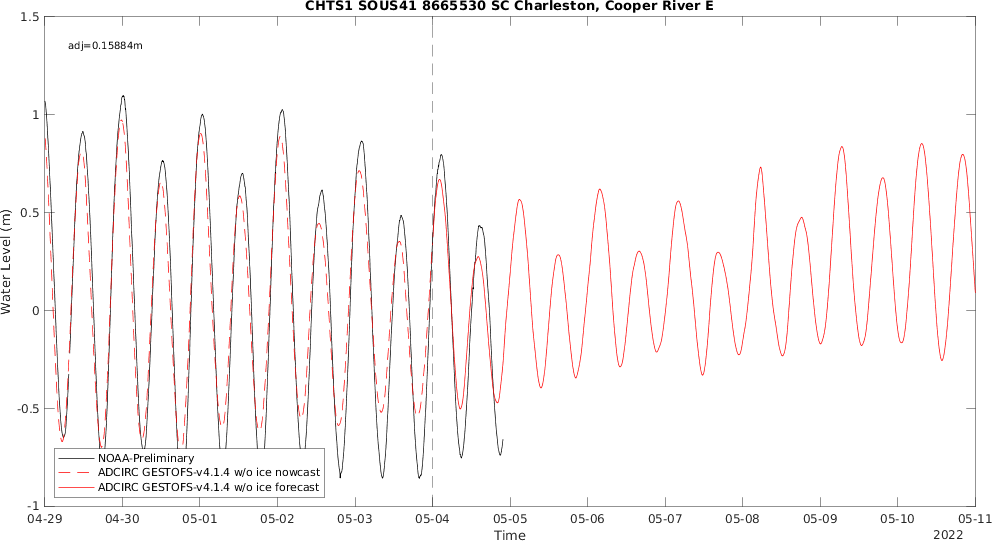 CHTS1 SOUS41 8665530 SC Charleston, Cooper River E
1.5
adj=0.15884m
1
0.5
Water Level (m)
0
-0.5
NOAA-Preliminary
ADCIRC GESTOFS-v4.1.4 w/o ice nowcast
ADCIRC GESTOFS-v4.1.4 w/o ice forecast
-1
04-29 04-30 05-01 05-02 05-03 05-04 05-05 05-06 05-07 05-08 05-09 05-10 05-11
Time
2022